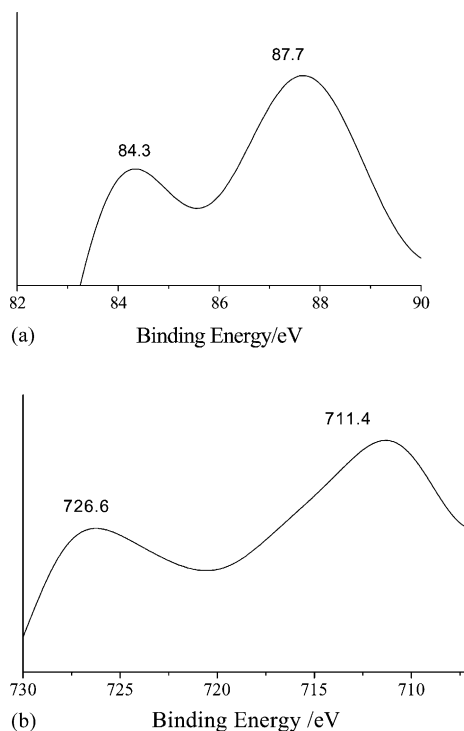 87.7
84.3
82 84 86 88 90
(a) Binding Energy/eV
711.4
726.6
730 725 720 715 710
(b) Binding Energy /eV